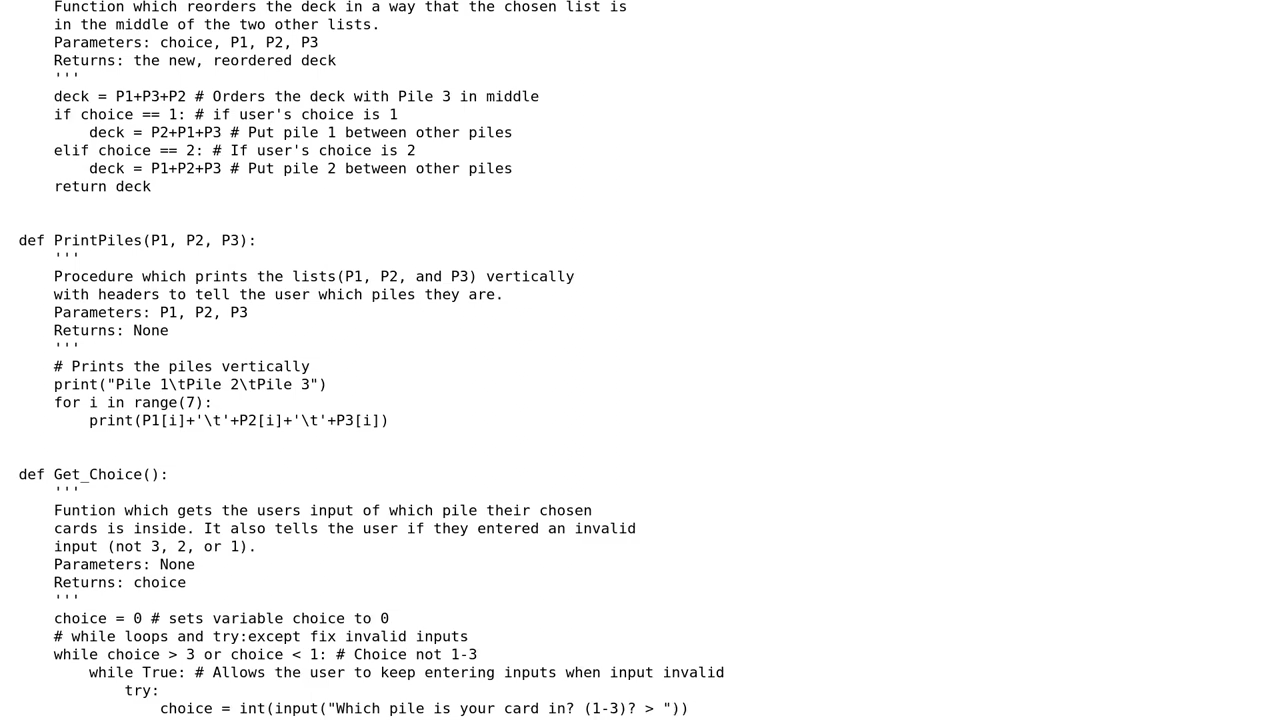 Function which reorders the deck in a way that the chosen list is
    in the middle of the two other lists.
    Parameters: choice, P1, P2, P3
    Returns: the new, reordered deck
    '''
    deck = P1+P3+P2 # Orders the deck with Pile 3 in middle
    if choice == 1: # if user's choice is 1
        deck = P2+P1+P3 # Put pile 1 between other piles
    elif choice == 2: # If user's choice is 2
        deck = P1+P2+P3 # Put pile 2 between other piles
    return deck
def PrintPiles(P1, P2, P3):
    '''
    Procedure which prints the lists(P1, P2, and P3) vertically
    with headers to tell the user which piles they are.
    Parameters: P1, P2, P3
    Returns: None
    '''
    # Prints the piles vertically
    print("Pile 1\tPile 2\tPile 3")
    for i in range(7):
        print(P1[i]+'\t'+P2[i]+'\t'+P3[i])
def Get_Choice():
    '''
    Funtion which gets the users input of which pile their chosen
    cards is inside. It also tells the user if they entered an invalid
    input (not 3, 2, or 1).
    Parameters: None
    Returns: choice
    '''
    choice = 0 # sets variable choice to 0
    # while loops and try:except fix invalid inputs
    while choice > 3 or choice < 1: # Choice not 1-3
        while True: # Allows the user to keep entering inputs when input invalid
            try:
                choice = int(input("Which pile is your card in? (1-3)? > "))